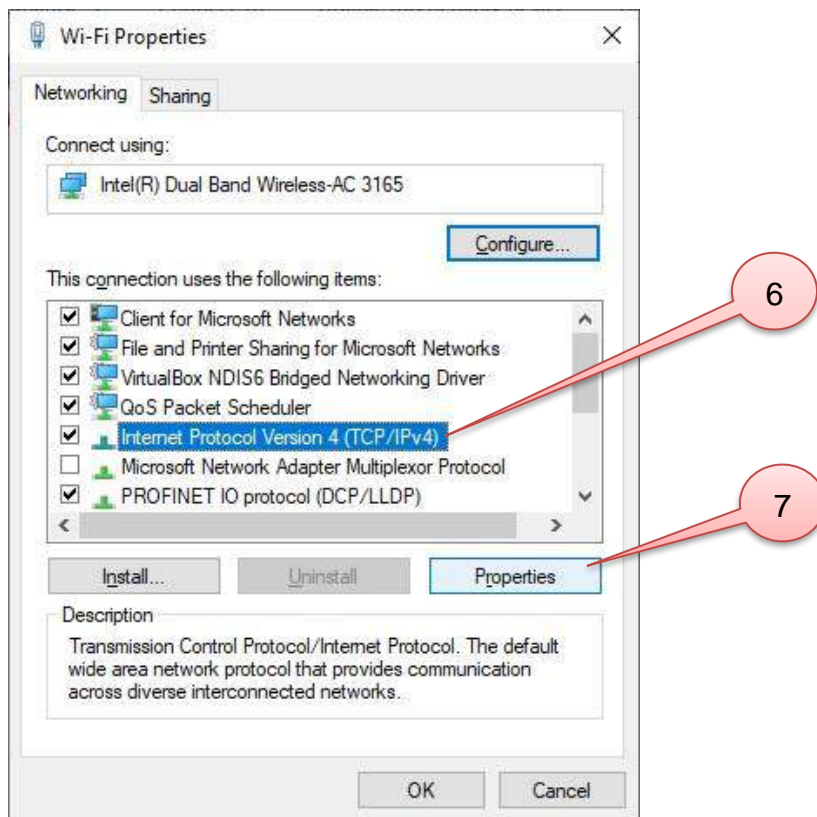 Wi-Fi Properties
Networking Sharing
Connect using:
Intel(R) Dual Band Wireless-AC 3165
Configure...
This connection uses the following items:
Client for Microsoft Networks
File and Printer Sharing for Microsoft Networks
VirtualBox NDIS6 Bridged Networking Driver
QoS Packet Scheduler
Internet Protocol Version 4 (TCP/IPv4)
Microsoft Network Adapter Multiplexor Protocol
PROFINET IO protocol (DCP/LLDP)
6
Install... Uninstall Properties
7
Description
Transmission Control Protocol/Internet Protocol. The default
wide area network protocol that provides communication
across diverse interconnected networks.
OK Cancel